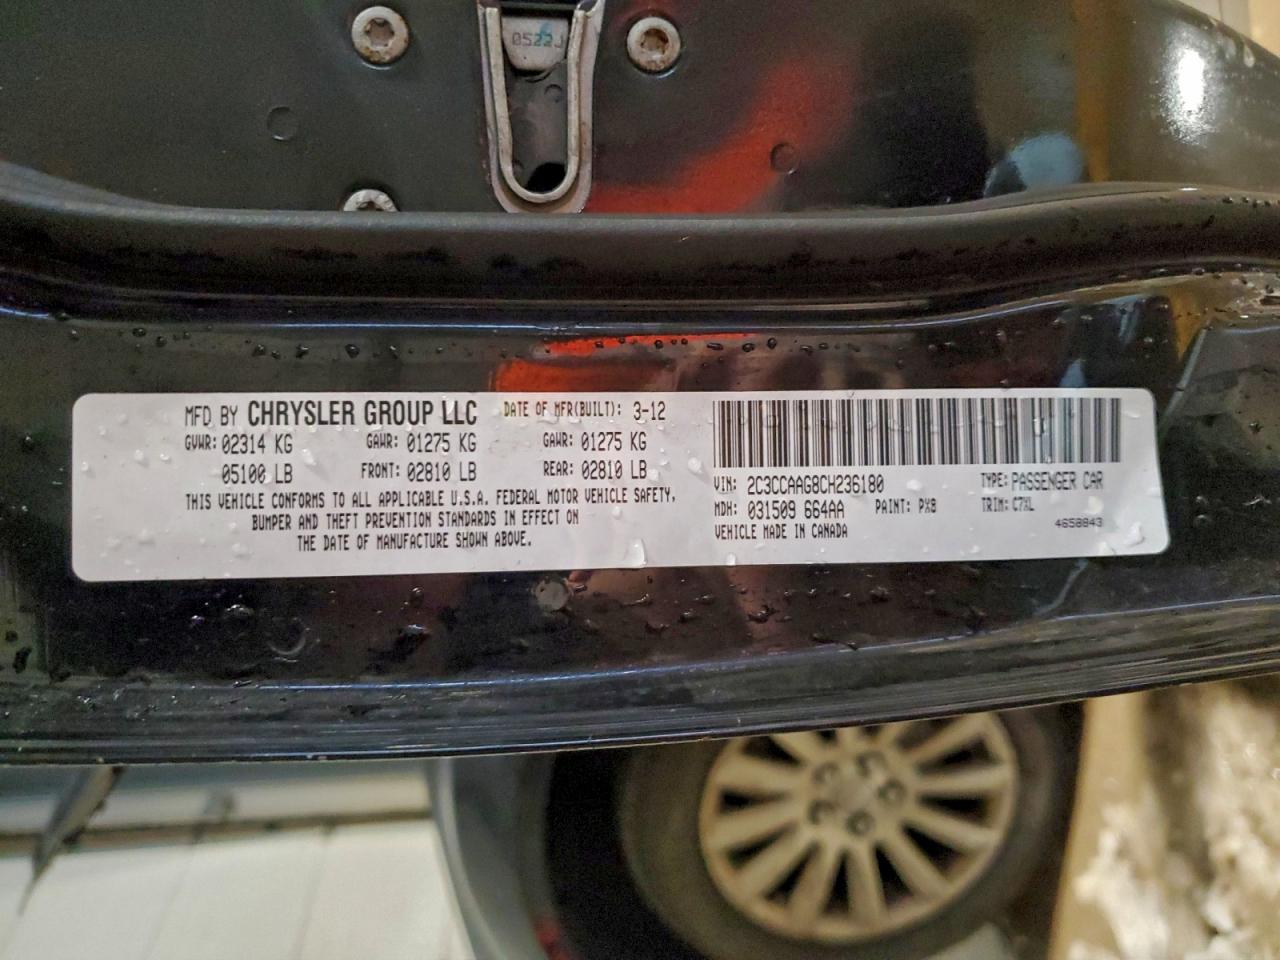 0522J
MFD BY CHRYSLER GROUP LLC DATE OF MFR(BUILT): 3-12
GVWR: 02314 KG GAWR: 01275 KG GAWR: 01275 KG
05100 LB FRONT: 02810 LB REAR: 02810 LB
THIS VEHICLE CONFORMS TO ALL APPLICABLE U.S.A. FEDERAL MOTOR VEHICLE SAFETY,
BUMPER AND THEFT PREVENTION STANDARDS IN EFFECT ON
THE DATE OF MANUFACTURE SHOWN ABOVE.
VIN: 2C3CCAAG8CH236180 TYPE: PASSENGER CAR
MDH: 031509 664AA PAINT: PX8 TRIM: C7XL
VEHICLE MADE IN CANADA 4658843